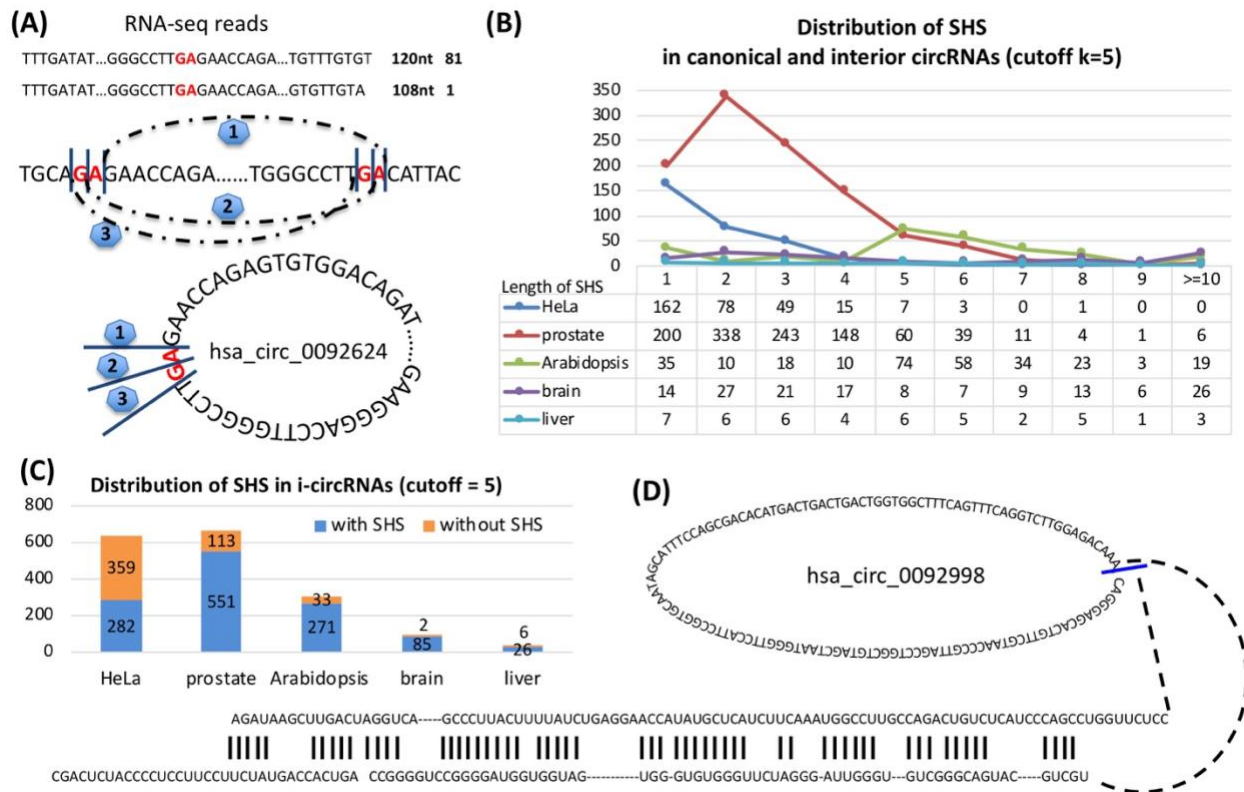 (A)
RNA-seq reads
TTTGATAT...GGGCCTTGAGAACCAGA...TGTTTGTGT 120nt 81
TTTGATAT...GGGCCTTGAGAACCAGA...GTGTTGTA 108nt 1
1
TGCAGAGAACCAGA......TGGGCCTTGACATTAC
2
3
GAGAACCAGAGTGTGGACAGAT........GAAGGGACCTTGGGCCTT
hsa_circ_0092624
1
2
3
(B)
Distribution of SHS
in canonical and interior circRNAs (cutoff k=5)
350
300
250
200
150
100
50
0
Length of SHS 1 2 3 4 5 6 7 8 9 >=10
HeLa 162 78 49 15 7 3 0 1 0 0
prostate 200 338 243 148 60 39 11 4 1 6
Arabidopsis 35 10 18 10 74 58 34 23 3 19
brain 14 27 21 17 8 7 9 13 6 26
liver 7 6 6 4 6 5 2 5 1 3
(C)
Distribution of SHS in i-circRNAs (cutoff = 5)
with SHS without SHS
800
600
400
200
0
359 113 33 2 6
282 551 271 85 26
HeLa prostate Arabidopsis brain liver
(D)
hsa_circ_0092998
AGAUAAGCUUGACUAGGUCA-----GCCCUUACUUUUAUCUGAGGAACCAUAUGCUCAUCUUCAAAUGGCCUUGCCAGACUGUCUCAUCCCAGCCUGGUUCUCC
CGACUCUACCCCUCCUUCCUUCUAUGACCACUGA CCGGGGUCCGGGGAUGGUGGUAG-----------UGG-GUGUGGGUUCUAGGG-AUUGGGU---GUCGGGCAGUAC-----GUCGU